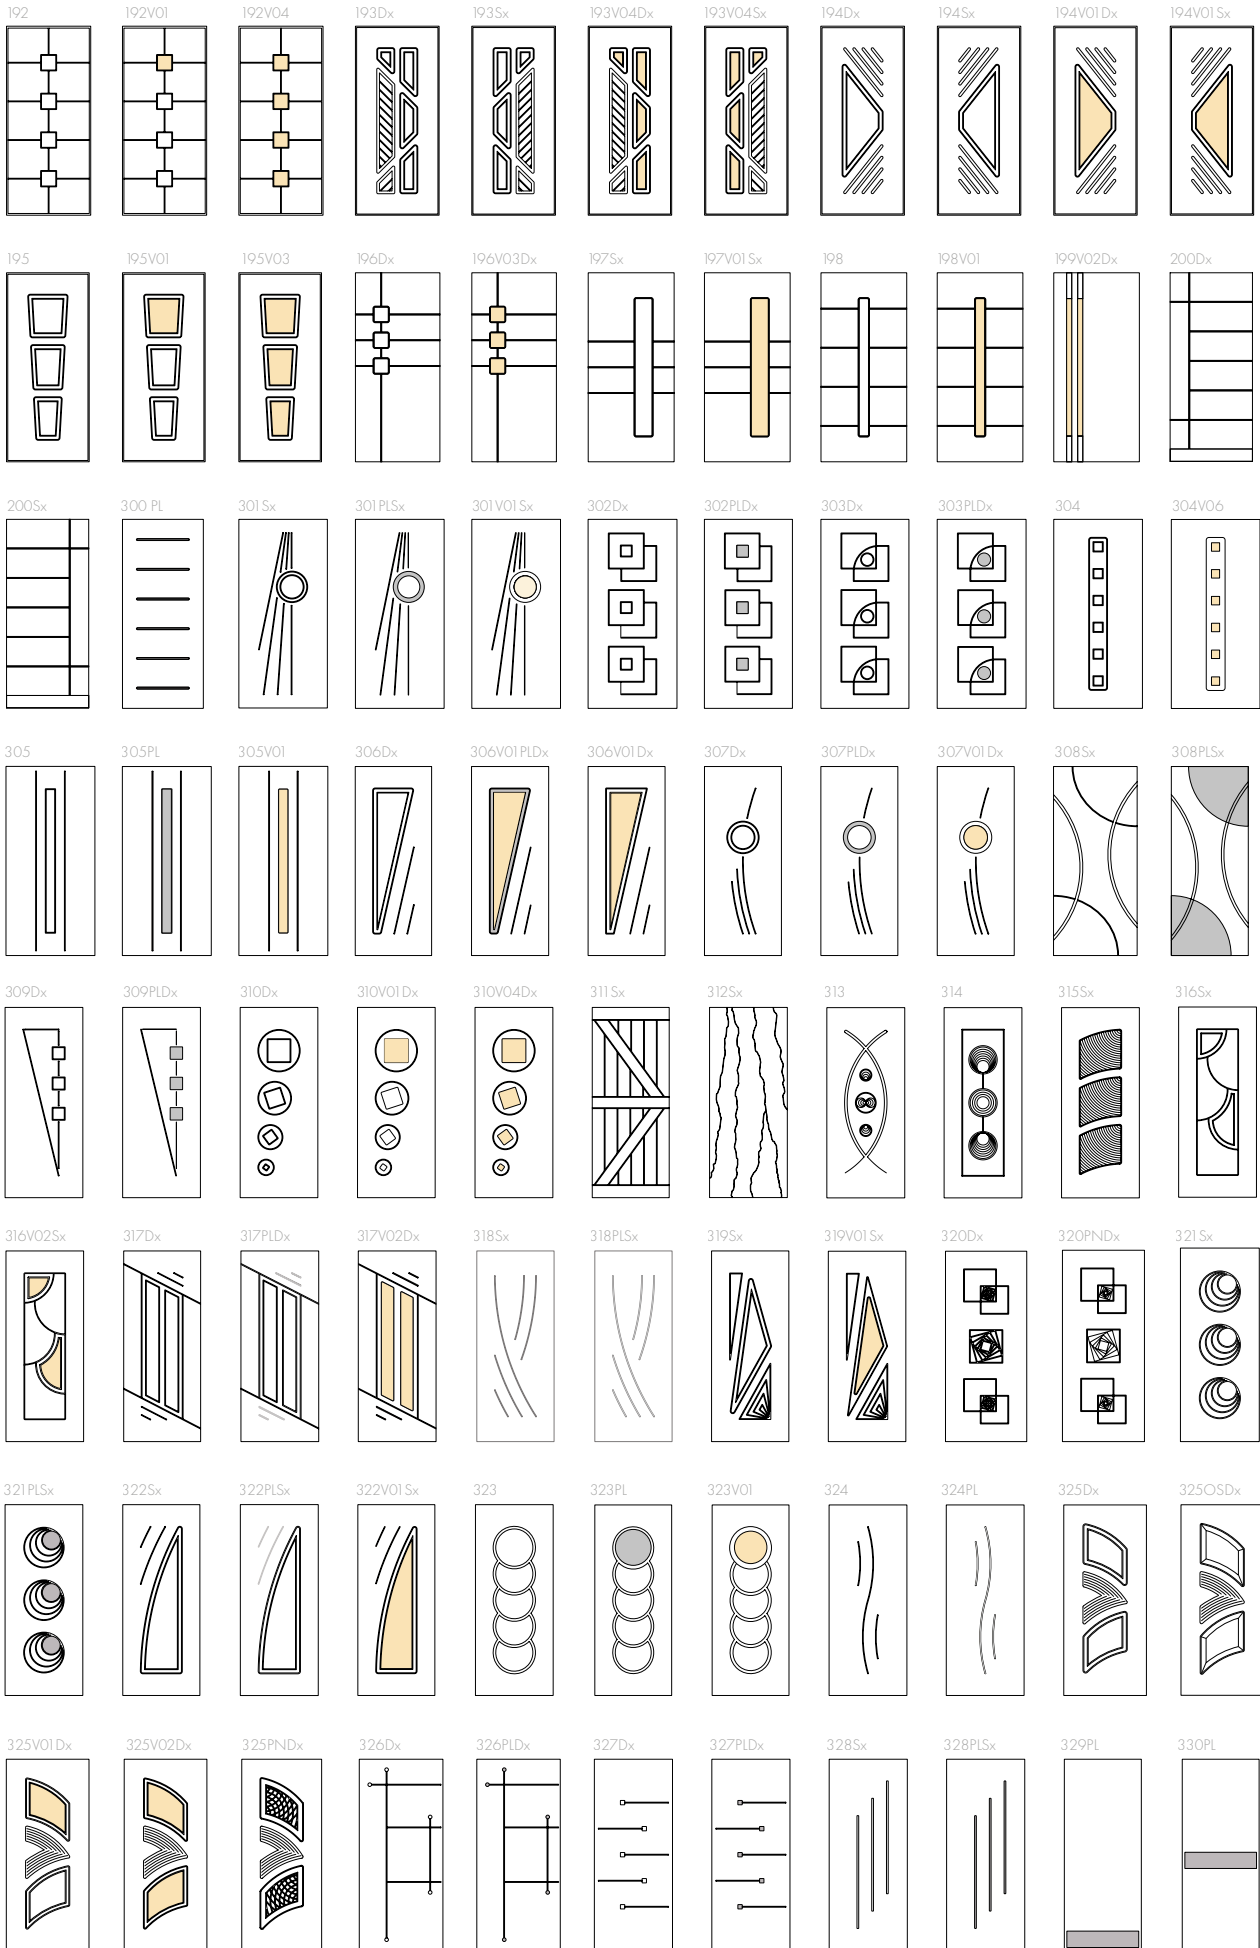 192 192V01 192V04 193Dx 193Sx 193V04Dx 193V04Sx 194Dx 194Sx 194V01Dx 194V01Sx
195 195V01 195V03 196Dx 196V03Dx 197Sx 197V01Sx 198 198V01 199V02Dx 200Dx
200Sx 300 PL 301Sx 301PLSx 301V01Sx 302Dx 302PLDx 303Dx 303PLDx 304 304V06
305 305PL 305V01 306Dx 306V01PLDx 306V01Dx 307Dx 307PLDx 307V01Dx 308Sx 308PLSx
309Dx 309PLDx 310Dx 310V01Dx 310V04Dx 311Sx 312Sx 313 314 315Sx 316Sx
316V02Sx 317Dx 317PLDx 317V02Dx 318Sx 318PLSx 319Sx 319V01Sx 320Dx 320PNDx 321Sx
321PLSx 322Sx 322PLSx 322V01Sx 323 323PL 323V01 324 324PL 325Dx 325OSDx
325V01Dx 325V02Dx 325PNDx 326Dx 326PLDx 327Dx 327PLDx 328Sx 328PLSx 329PL 330PL